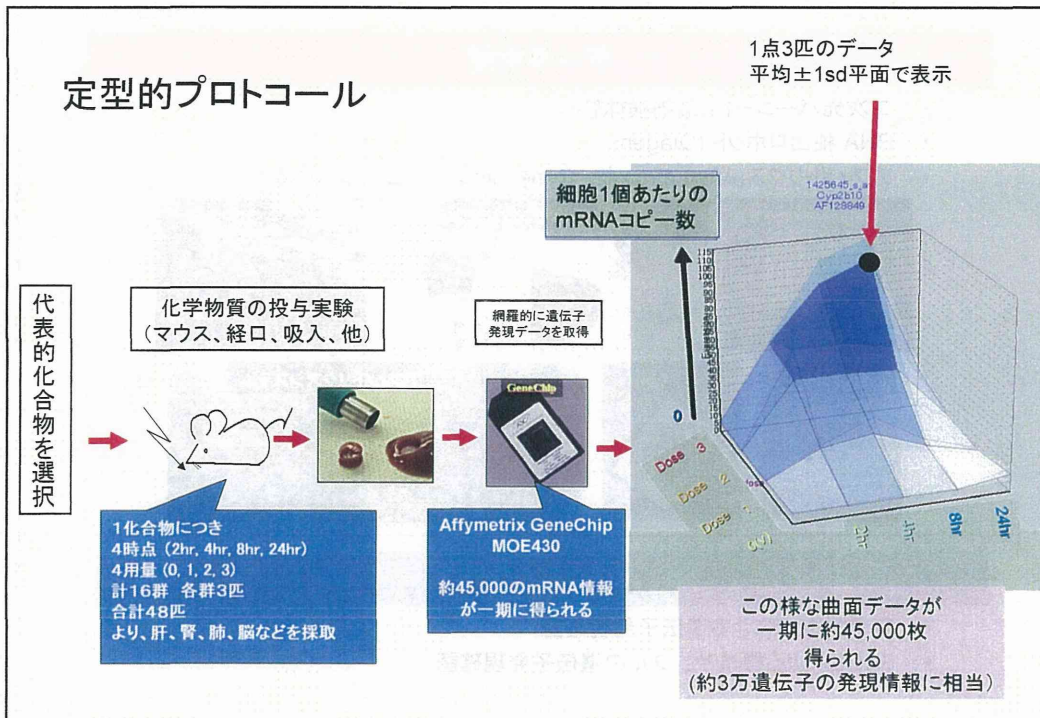 定型的プロトコール
1点3匹のデータ
平均±1sd平面で表示
代表的化合物を選択
化学物質の投与実験
(マウス、経口、吸入、他)
1化合物につき
4時点 (2hr, 4hr, 8hr, 24hr)
4用量 (0, 1, 2, 3)
計16群 各群3匹
合計48匹
より、肝、腎、肺、脳などを採取
網羅的に遺伝子
発現データを取得
GeneChip
Affymetrix GeneChip
MOE430
約45,000のmRNA情報
が一期に得られる
細胞1個あたりの
mRNAコピー数
Cyp2b10
115
110
105
100
0
Dose 3
Dose 2
Dose 1
2hr
4hr
8hr
24hr
この様な曲面データが
一期に約45,000枚
得られる
(約3万遺伝子の発現情報に相当)